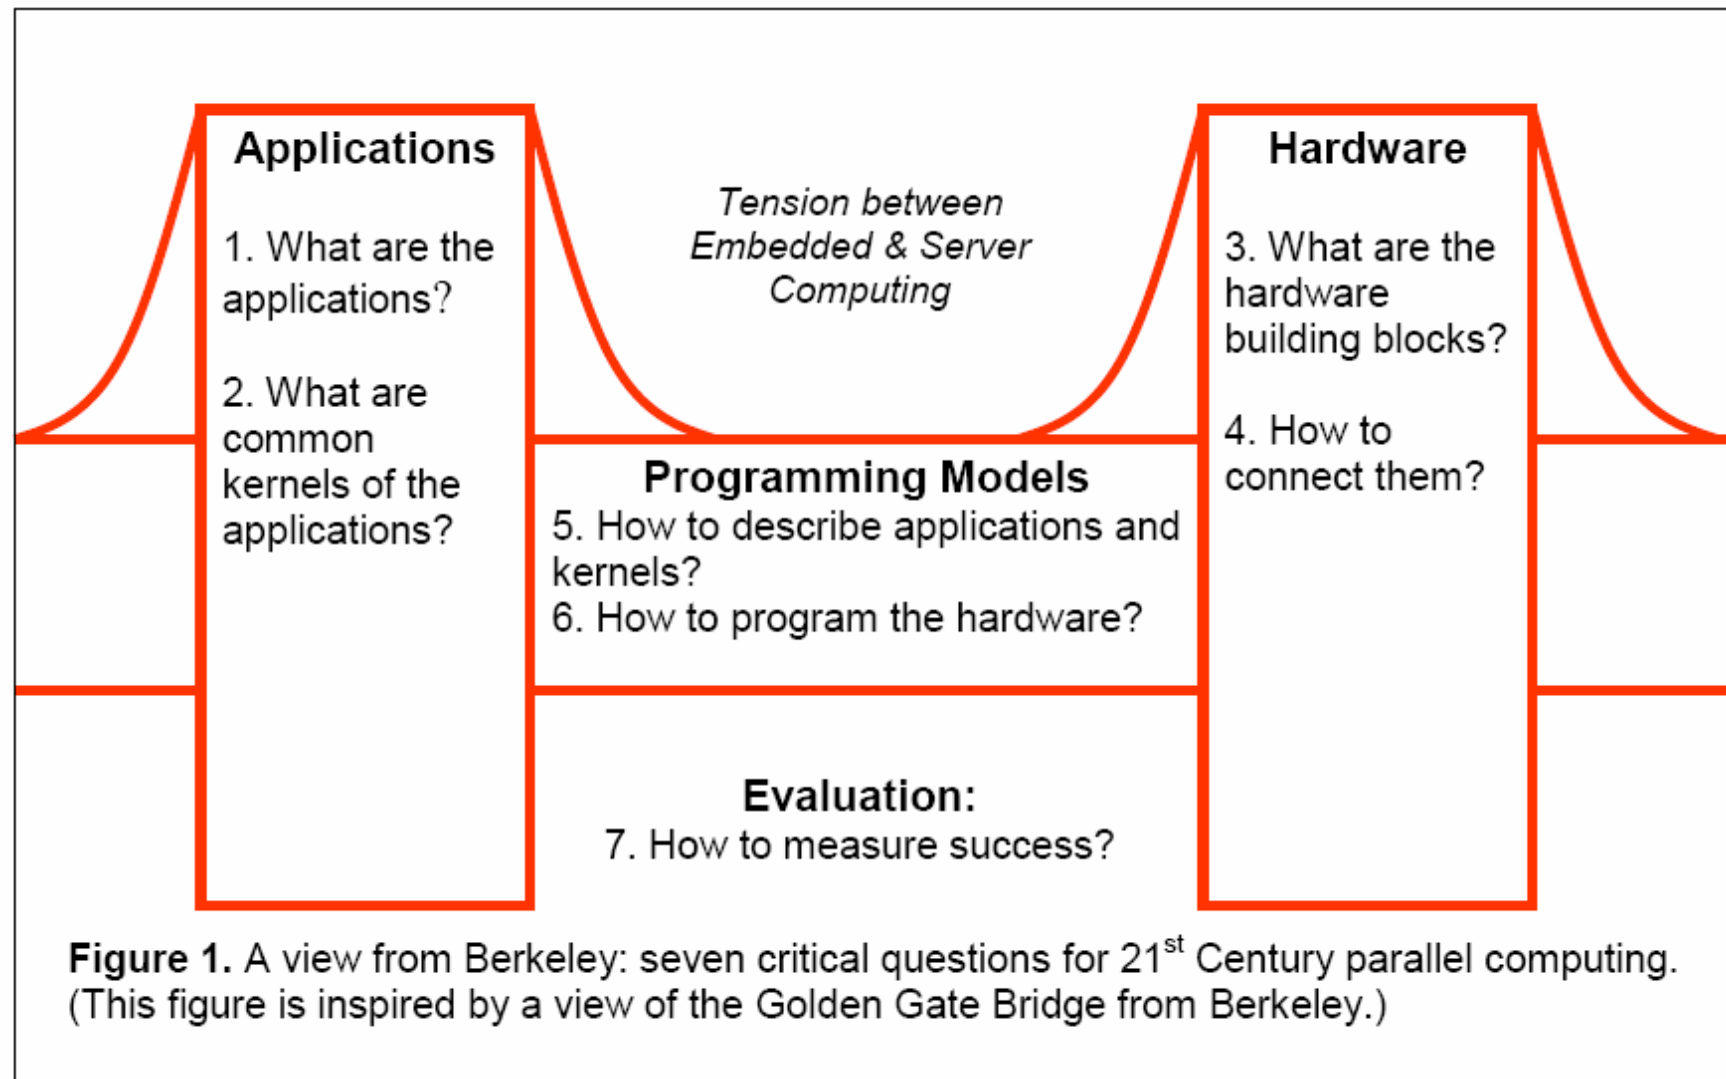 Applications
1. What are the
applications?
2. What are
common
kernels of the
applications?
Tension between
Embedded & Server
Computing
Hardware
3. What are the
hardware
building blocks?
4. How to
connect them?
Programming Models
5. How to describe applications and
kernels?
6. How to program the hardware?
Evaluation:
7. How to measure success?
Figure 1. A view from Berkeley: seven critical questions for 21st Century parallel computing.
(This figure is inspired by a view of the Golden Gate Bridge from Berkeley.)